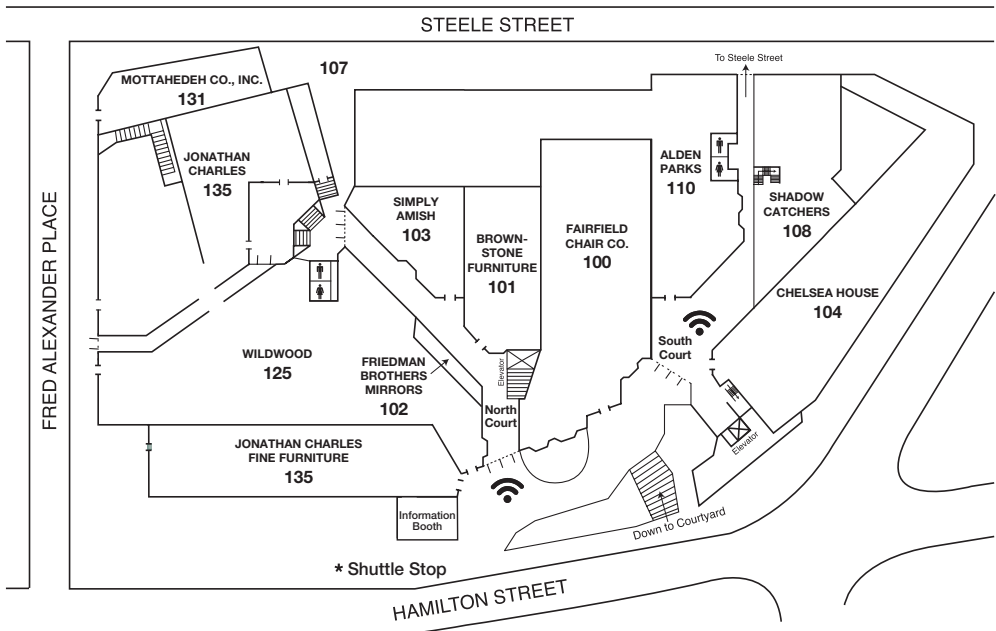 STEELE STREET
To Steele Street
MOTTAHEDEH CO., INC.
131
107
JONATHAN
CHARLES
135
ALDEN
PARKS
110
SIMPLY
AMISH
103
SHADOW
CATCHERS
108
BROWN-
STONE
FURNITURE
101
FAIRFIELD
CHAIR CO.
100
CHELSEA HOUSE
104
FRED ALEXANDER PLACE
WILDWOOD
125
FRIEDMAN
BROTHERS
MIRRORS
102
Elevator
South
Court
North
Court
Elevator
JONATHAN CHARLES
FINE FURNITURE
135
Information
Booth
Down to Courtyard
* Shuttle Stop
HAMILTON STREET